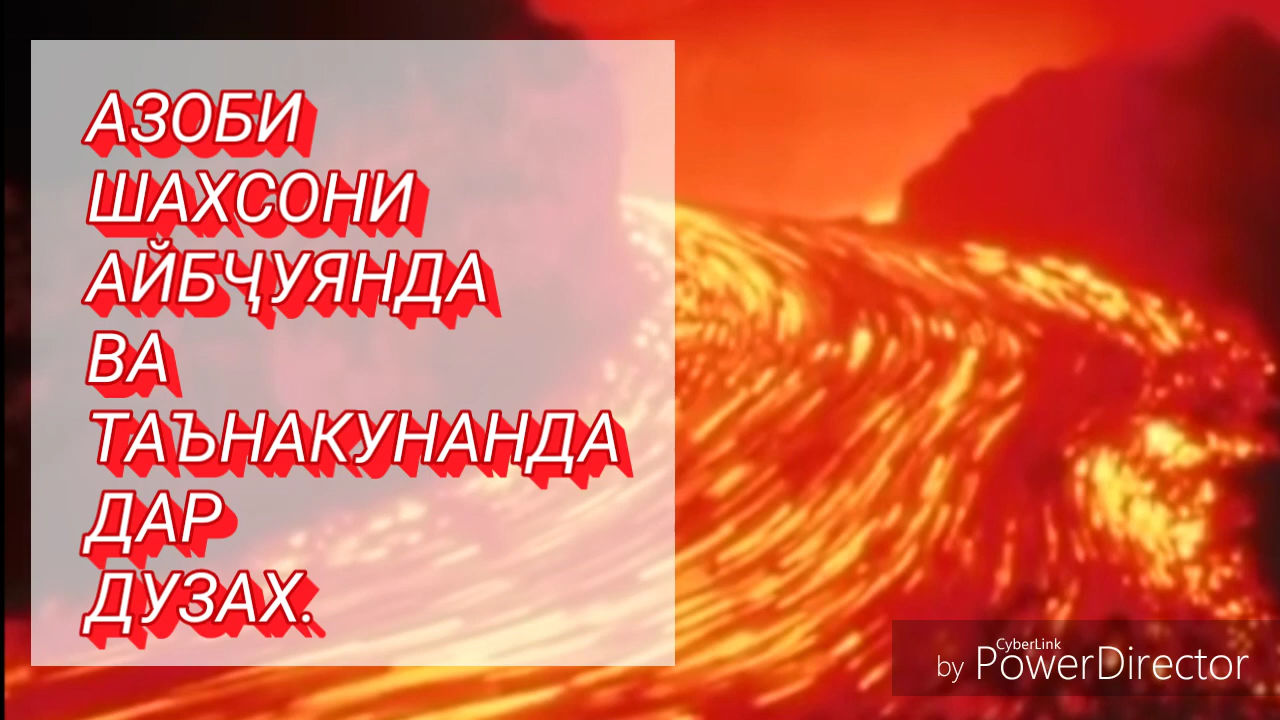 АЗОБИ
ШАХСОНИ
АЙБҶУЯНДА
ВА
ТАЪНАКУНАНДА
ДАР
ДУЗАХ.
CyberLink
by PowerDirector